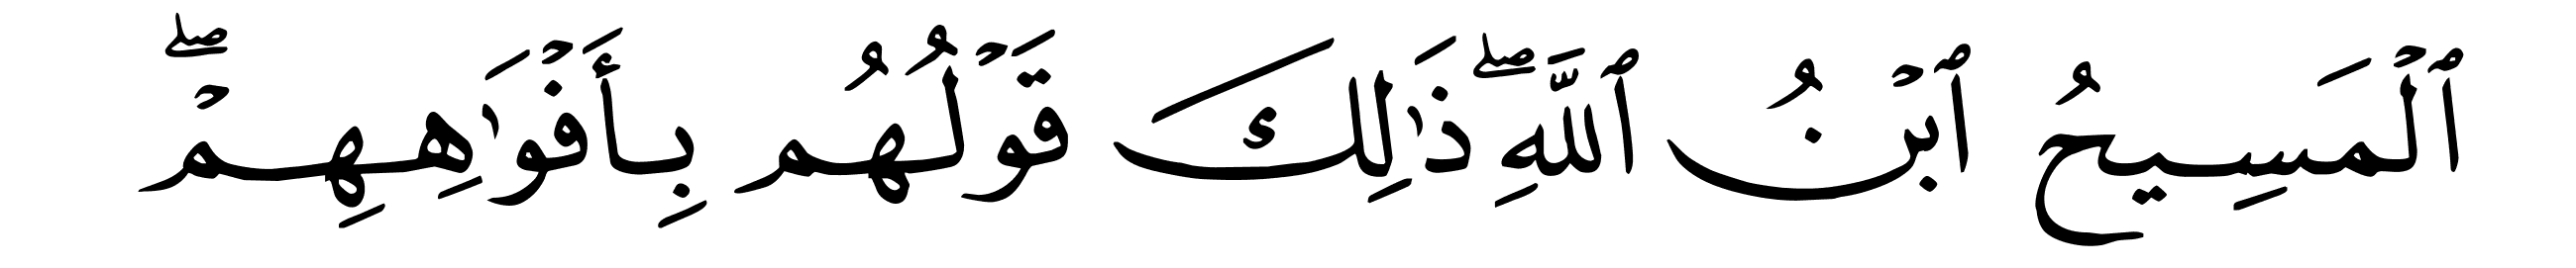 ٱلْمَسِيحُ ٱبْنُ ٱللَّهِۖ ذَٰلِكَ قَوْلُهُم بِأَفْوَٰهِهِمْۖ